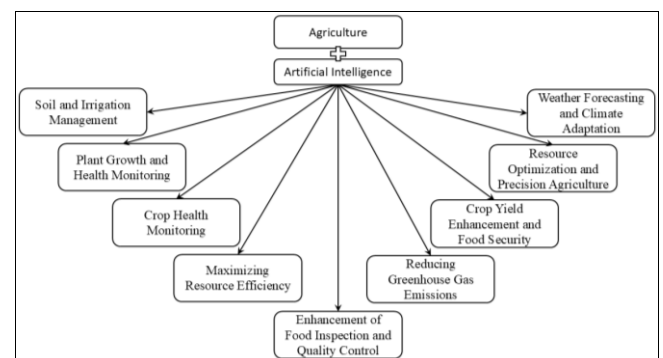 Agriculture
Artificial Intelligence
Soil and Irrigation
Management
Weather Forecasting
and Climate
Adaptation
Plant Growth and
Health Monitoring
Resource
Optimization and
Precision Agriculture
Crop Health
Monitoring
Crop Yield
Enhancement and
Food Security
Maximizing
Resource Efficiency
Reducing
Greenhouse Gas
Emissions
Enhancement of
Food Inspection and
Quality Control